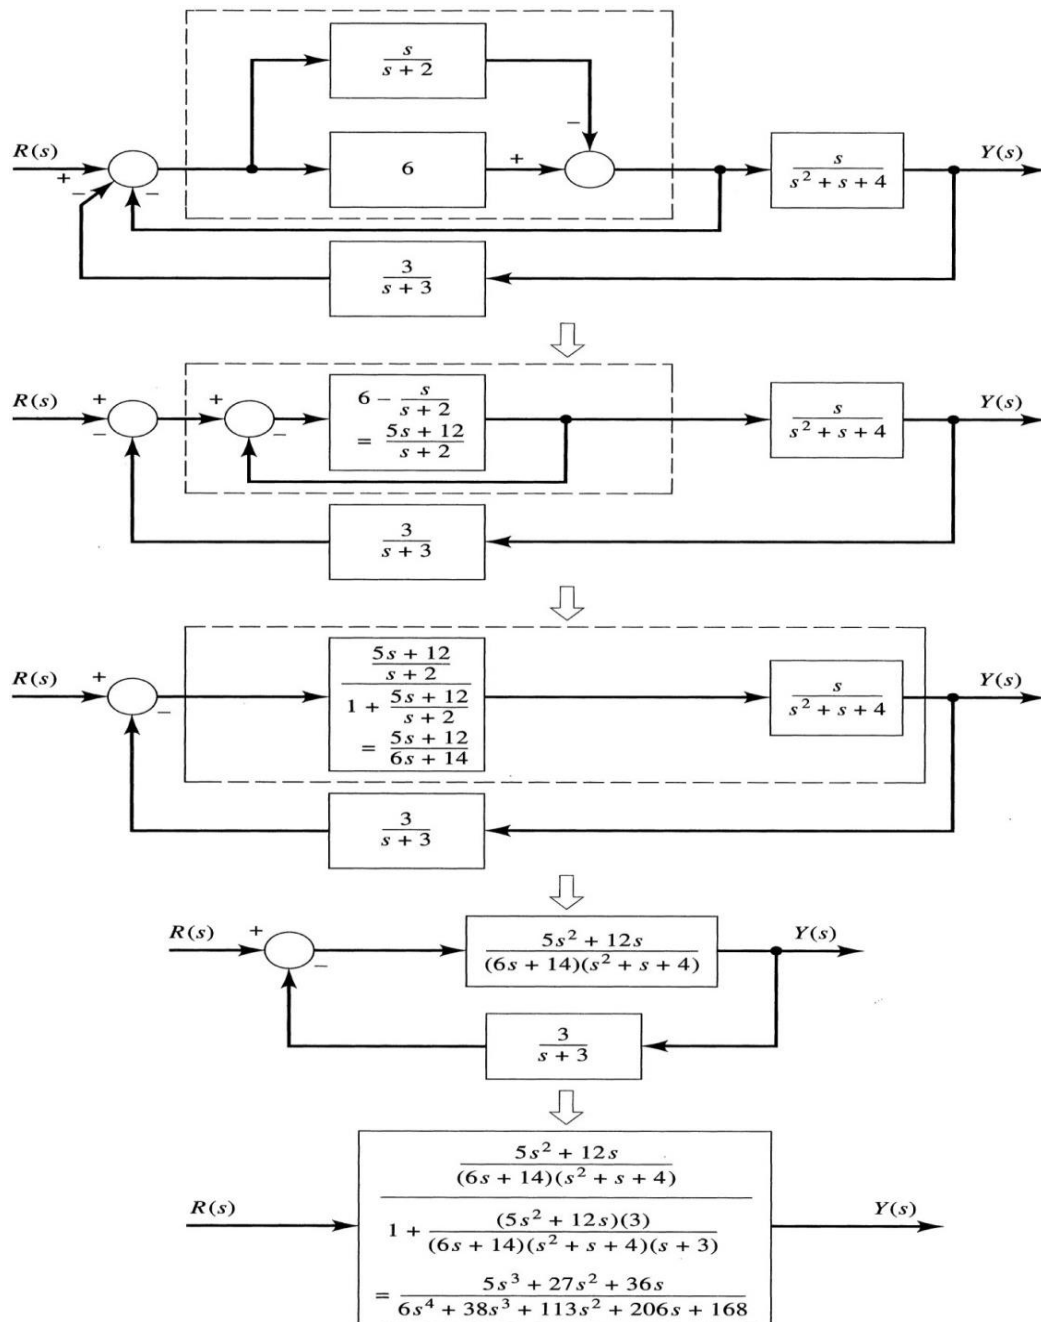 s
s + 2
−
R(s)
+
−
−
6
+
s
s² + s + 4
Y(s)
3
s + 3
R(s)
+
−
+
−
6 − s/(s + 2)
= (5s + 12)/(s + 2)
s
s² + s + 4
Y(s)
3
s + 3
R(s)
+
−
5s + 12
s + 2
1 + (5s + 12)/(s + 2)
= (5s + 12)/(6s + 14)
s
s² + s + 4
Y(s)
3
s + 3
R(s)
+
−
5s² + 12s
(6s + 14)(s² + s + 4)
Y(s)
3
s + 3
R(s)
5s² + 12s
(6s + 14)(s² + s + 4)
1 + (5s² + 12s)(3)
(6s + 14)(s² + s + 4)(s + 3)
= 5s³ + 27s² + 36s
6s⁴ + 38s³ + 113s² + 206s + 168
Y(s)